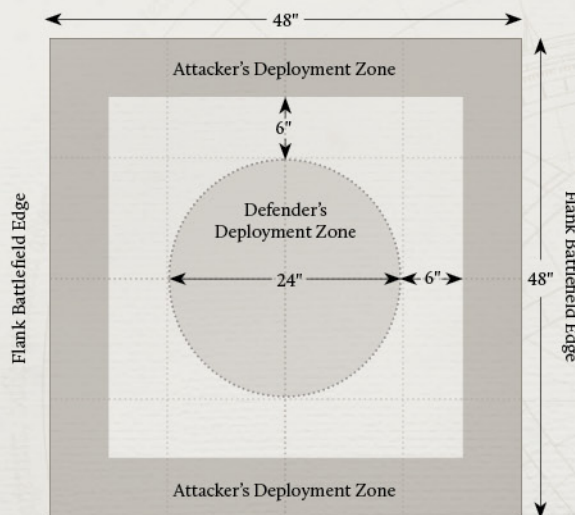 48"
Attacker's Deployment Zone
6"
Defender's
Deployment Zone
24"
6"
48"
Flank Battlefield Edge
Flank Battlefield Edge
Attacker's Deployment Zone